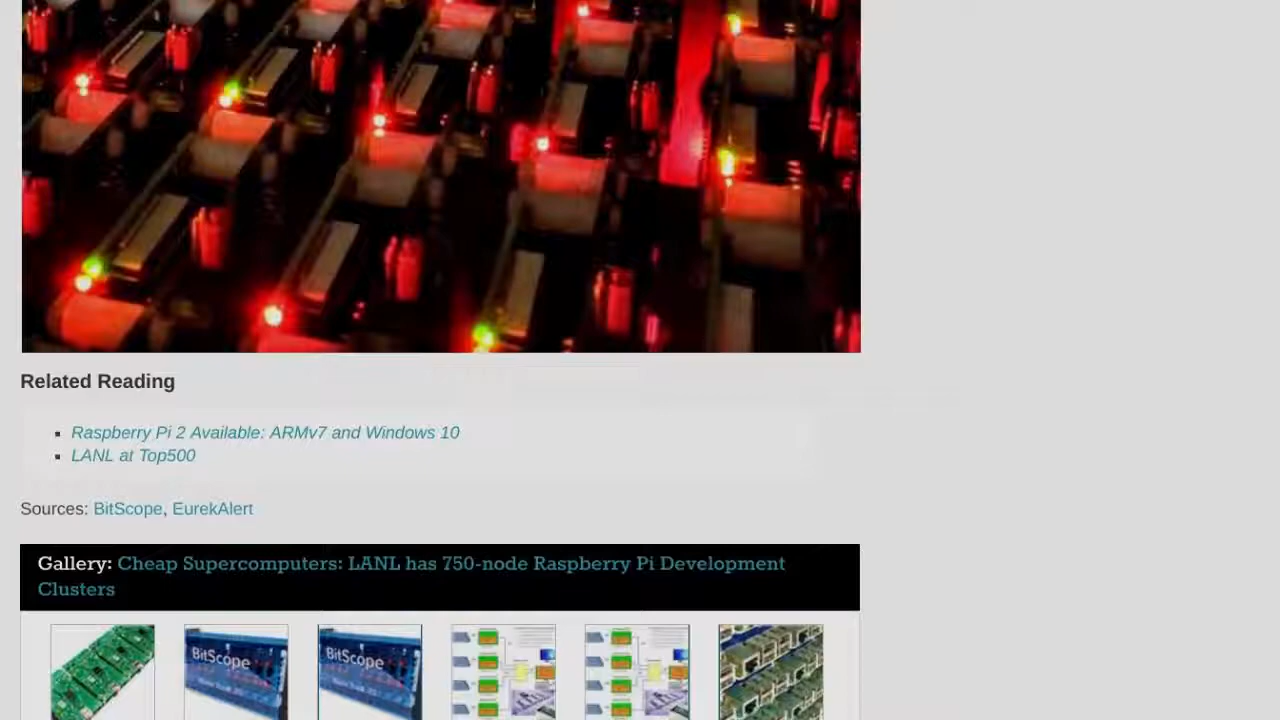 Related Reading
Raspberry Pi 2 Available: ARMv7 and Windows 10
LANL at Top500
Sources: BitScope, EurekAlert
Gallery: Cheap Supercomputers: LANL has 750-node Raspberry Pi Development
Clusters
BitScope BitScope